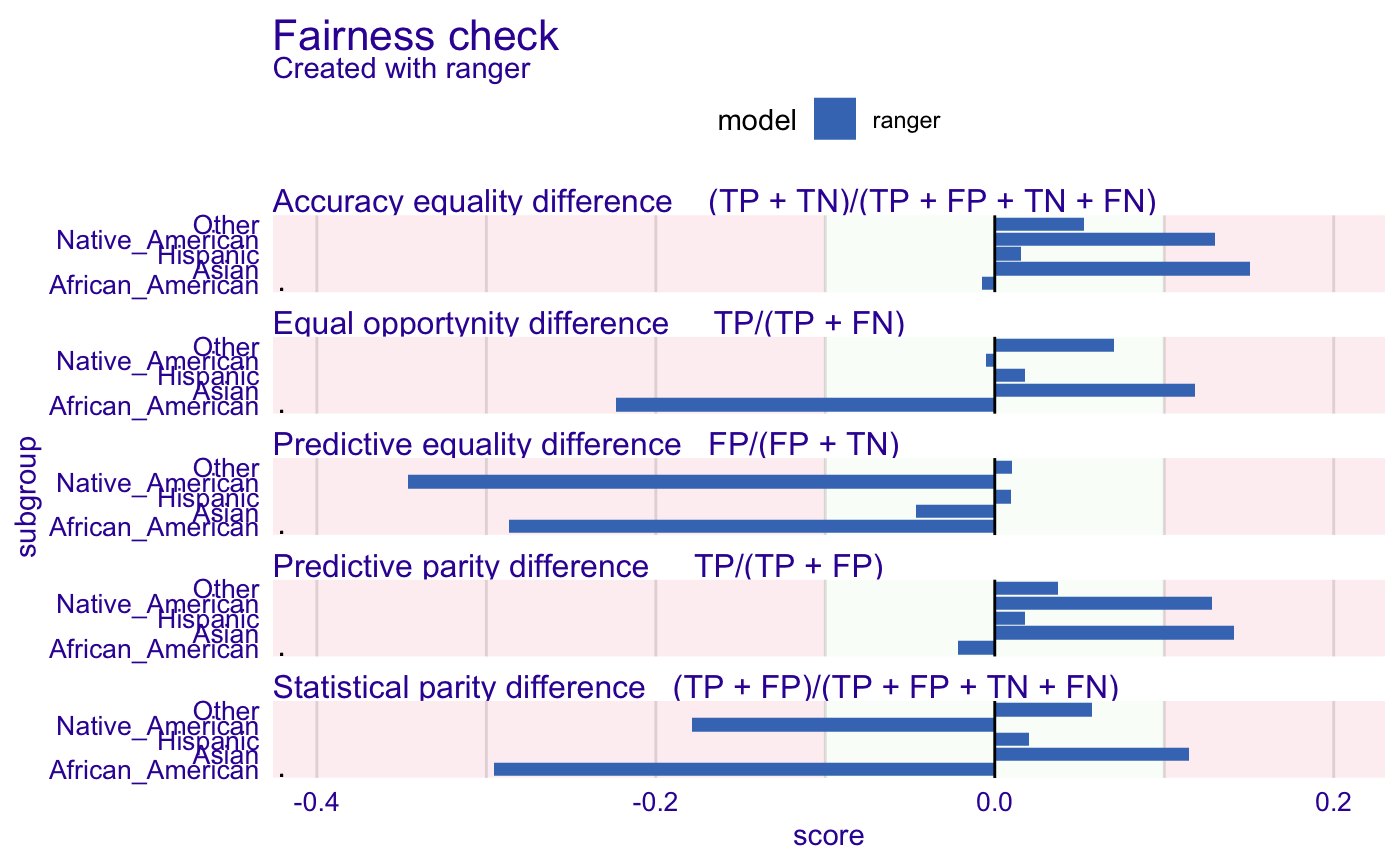 Fairness check
Created with ranger
model ranger
Accuracy equality difference (TP + TN)/(TP + FP + TN + FN)
Other
Native_American
Hispanic
Asian
African_American
Equal opportynity difference TP/(TP + FN)
Other
Native_American
Hispanic
Asian
African_American
Predictive equality difference FP/(FP + TN)
Other
Native_American
Hispanic
Asian
African_American
Predictive parity difference TP/(TP + FP)
Other
Native_American
Hispanic
Asian
African_American
Statistical parity difference (TP + FP)/(TP + FP + TN + FN)
Other
Native_American
Hispanic
Asian
African_American
subgroup
-0.4 -0.2 0.0 0.2
score